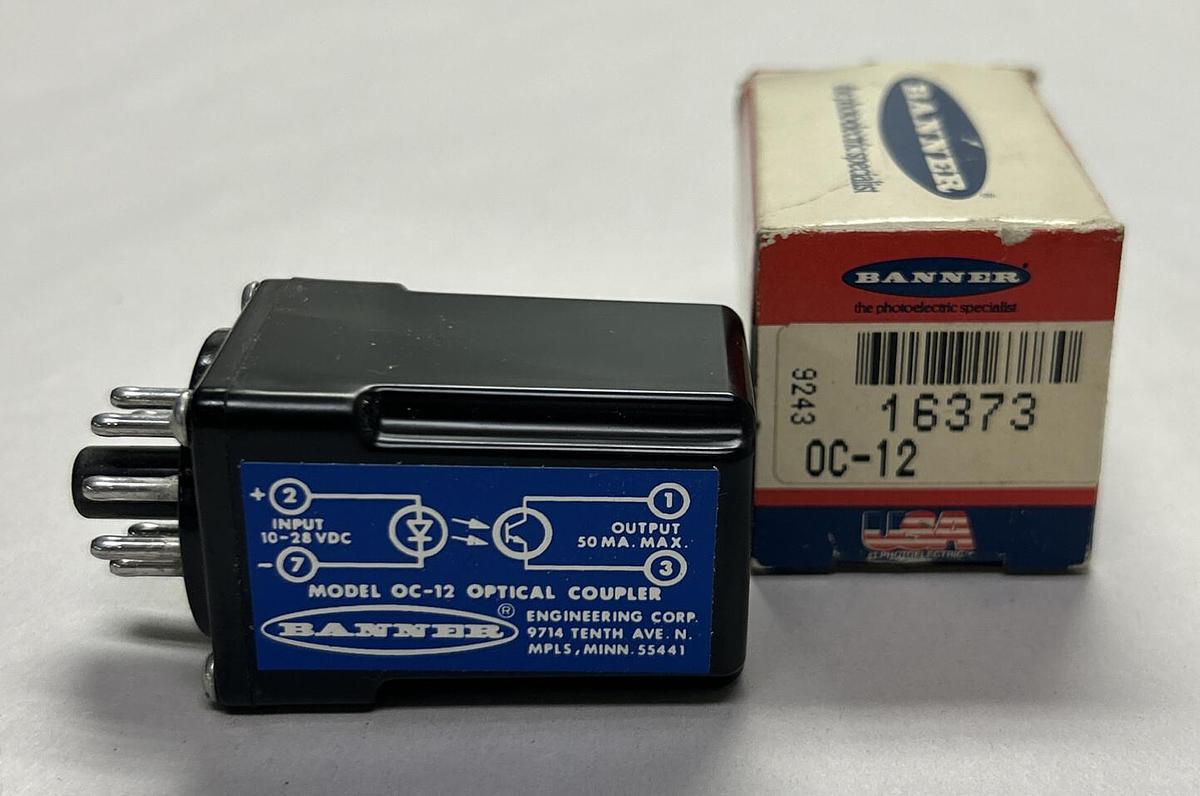 BANNER
the photoelectric specialist
BANNER
the photoelectric specialist
9243
16373
OC-12
USA
#1 PHOTOELECTRIC
+ 2
INPUT
10-28 VDC
- 7
1
OUTPUT
50 MA. MAX.
3
MODEL OC-12 OPTICAL COUPLER
BANNER ®
ENGINEERING CORP.
9714 TENTH AVE. N.
MPLS, MINN. 55441